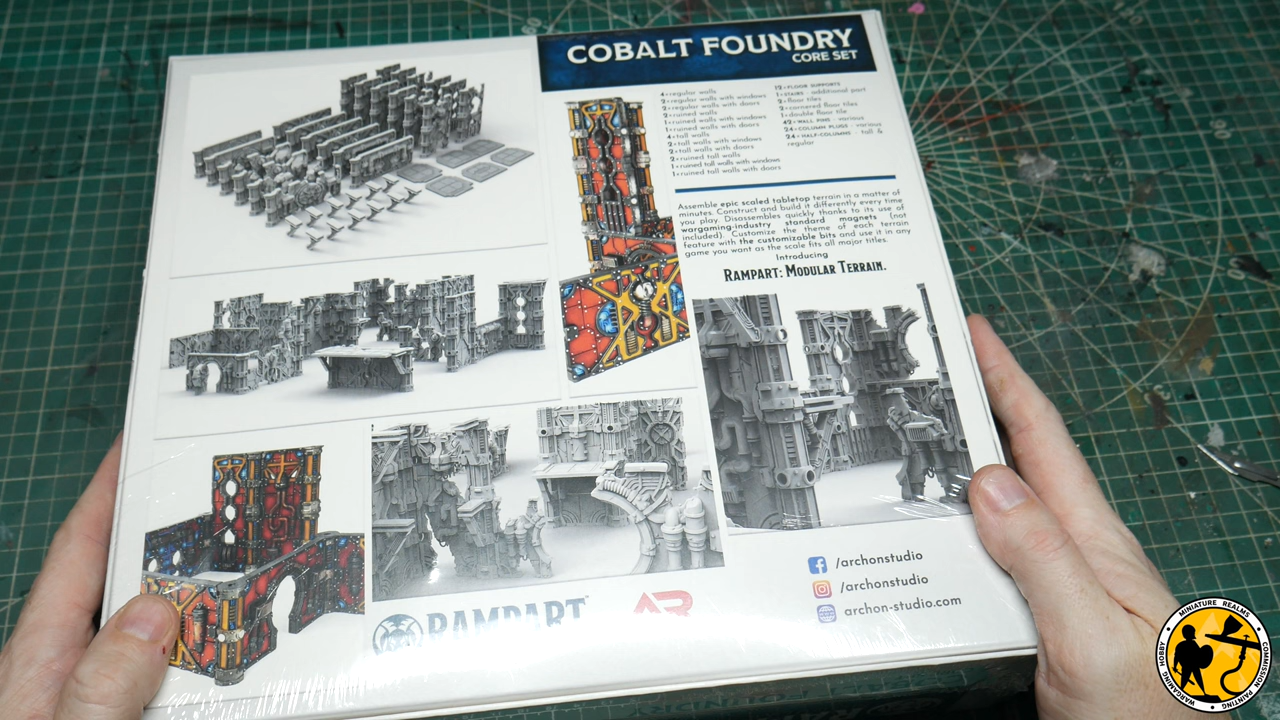 COBALT FOUNDRY
CORE SET
4× regular walls
2× regular walls with windows
2× regular walls with doors
2× ruined walls
1× ruined walls with windows
1× ruined walls with doors
4× tall walls
2× tall walls with windows
2× tall walls with doors
2× ruined tall walls
1× ruined tall walls with windows
1× ruined tall walls with doors
12× FLOOR SUPPORTS
1× STAIRS - additional part
2× floor tiles
2× cornered floor tiles
1× double floor tile
42× WALL PINS - various
24× COLUMN PLUGS - various
24× HALF-COLUMNS - tall &
regular
Assemble epic scaled tabletop terrain in a matter of
minutes. Construct and build it differently every time
you play. Disassembles quickly thanks to its use of
wargaming-industry standard magnets (not
included). Customize the theme of each terrain
feature with the customizable bits and use it in any
game you want as the scale fits all major titles.
Introducing
RAMPART: MODULAR TERRAIN.
/archonstudio
/archonstudio
archon-studio.com
RAMPART
MINIATURE REALMS
WARGAMING HOBBY
COMMISSION PAINTING